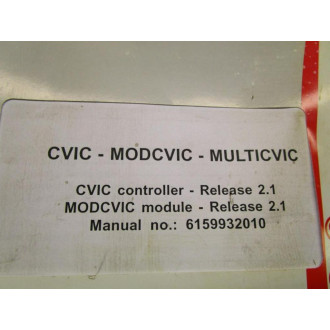 CVIC - MODCVIC - MULTICVIC
CVIC controller - Release 2.1
MODCVIC module - Release 2.1
Manual no.: 6159932010